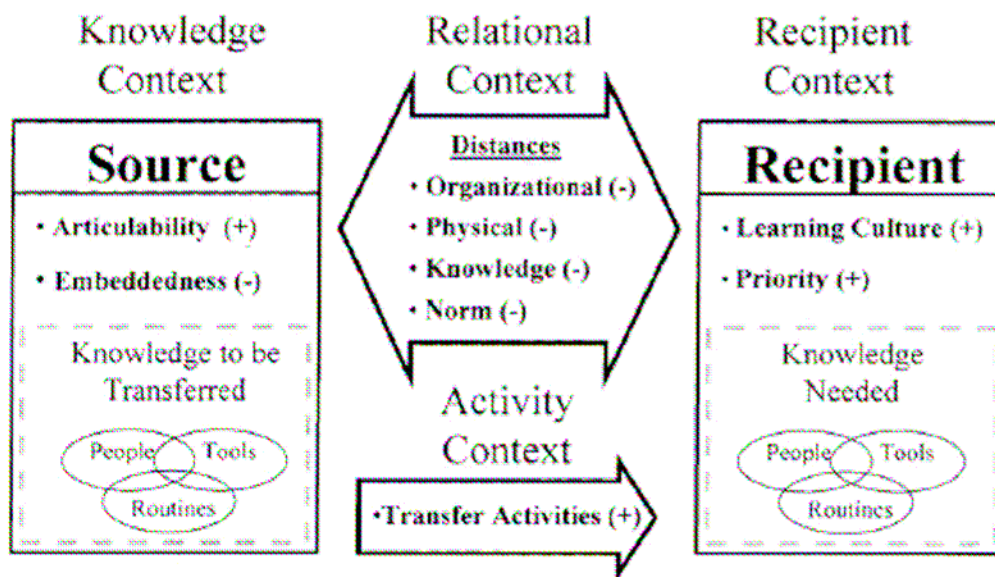 Knowledge
Context
Source
• Articulability (+)
• Embeddedness (-)
Knowledge to be
Transferred
People
Tools
Routines
Relational
Context
Distances
• Organizational (-)
• Physical (-)
• Knowledge (-)
• Norm (-)
Activity
Context
•Transfer Activities (+)
Recipient
Context
Recipient
• Learning Culture (+)
• Priority (+)
Knowledge
Needed
People
Tools
Routines